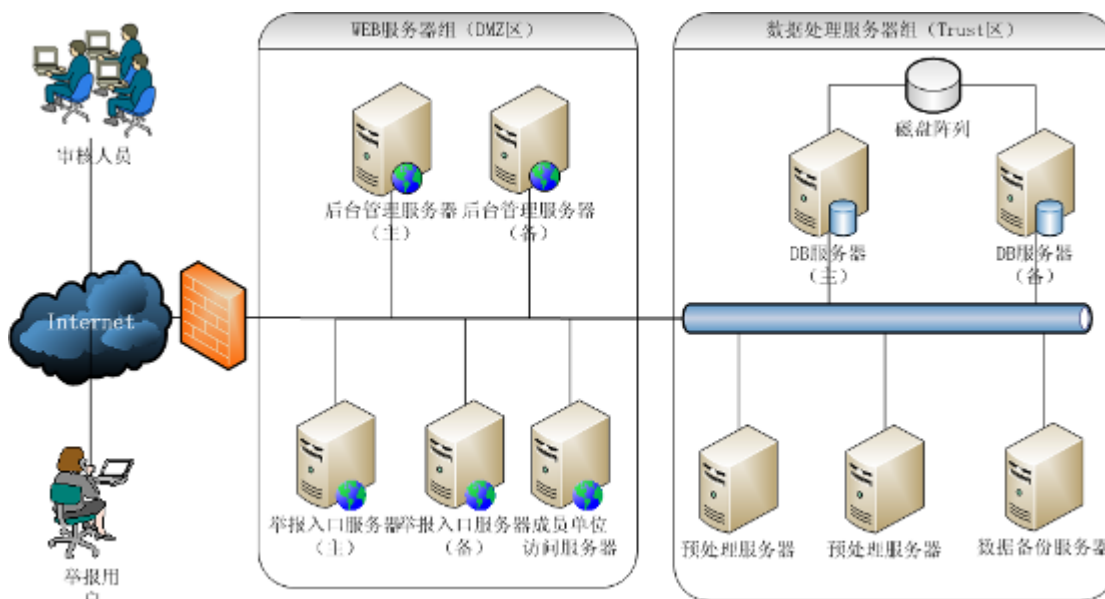 WEB服务器组（DMZ区）
数据处理服务器组（Trust区）
审核人员
后台管理服务器
（主）
后台管理服务器
（备）
磁盘阵列
DB服务器
（主）
DB服务器
（备）
Internet
举报入口服务器
（主）
举报入口服务器
（备）
成员单位
访问服务器
预处理服务器
预处理服务器
数据备份服务器
举报用
户